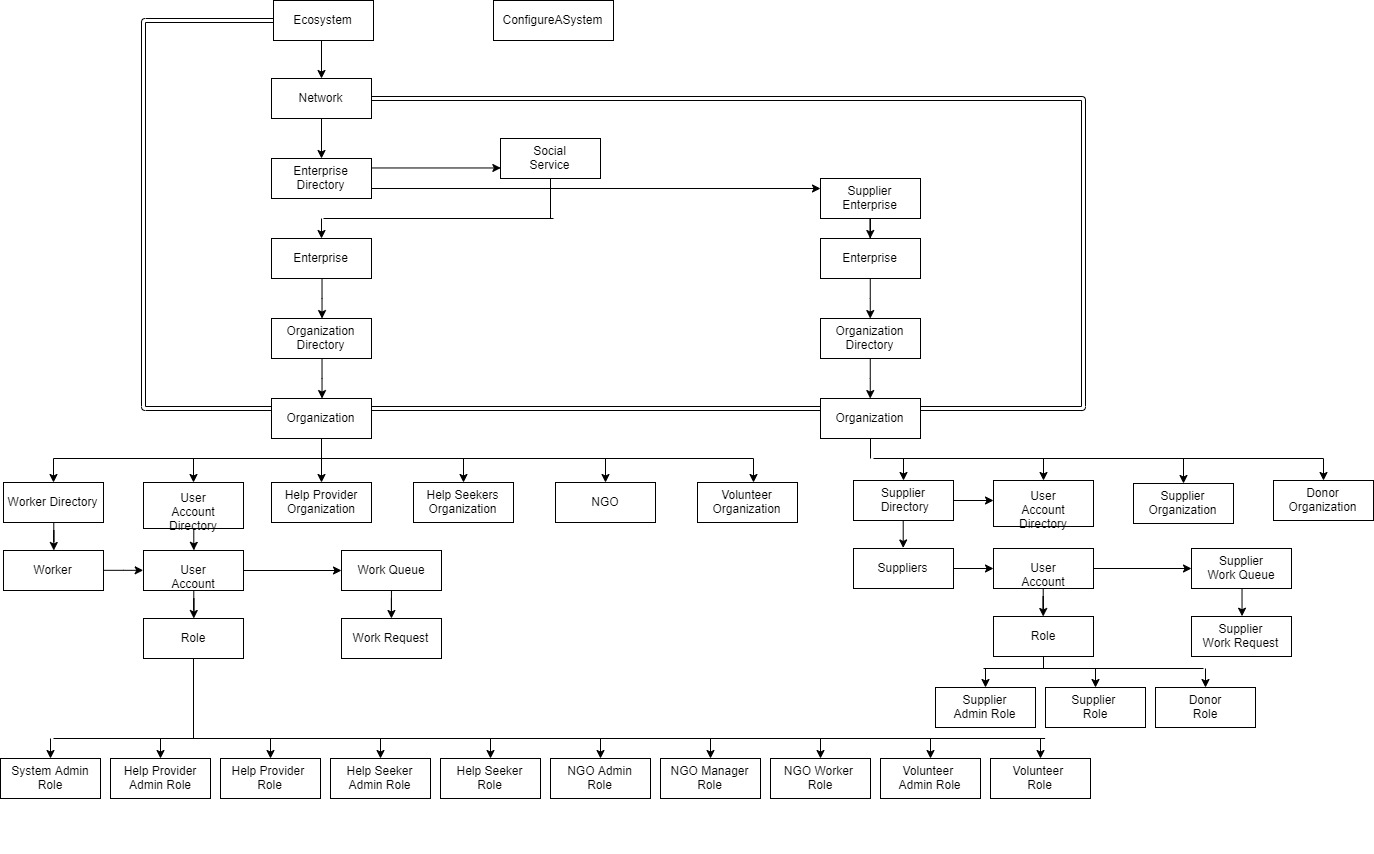 Ecosystem
ConfigureASystem
Network
Social
Service
Enterprise
Directory
Supplier
Enterprise
Enterprise
Enterprise
Organization
Directory
Organization
Directory
Organization
Organization
Worker Directory
User
Account
Directory
Help Provider
Organization
Help Seekers
Organization
NGO
Volunteer
Organization
Supplier
Directory
User
Account
Directory
Supplier
Organization
Donor
Organization
Worker
User
Account
Work Queue
Suppliers
User
Account
Supplier
Work Queue
Role
Work Request
Role
Supplier
Work Request
Supplier
Admin Role
Supplier
Role
Donor
Role
System Admin
Role
Help Provider
Admin Role
Help Provider
Role
Help Seeker
Admin Role
Help Seeker
Role
NGO Admin
Role
NGO Manager
Role
NGO Worker
Role
Volunteer
Admin Role
Volunteer
Role